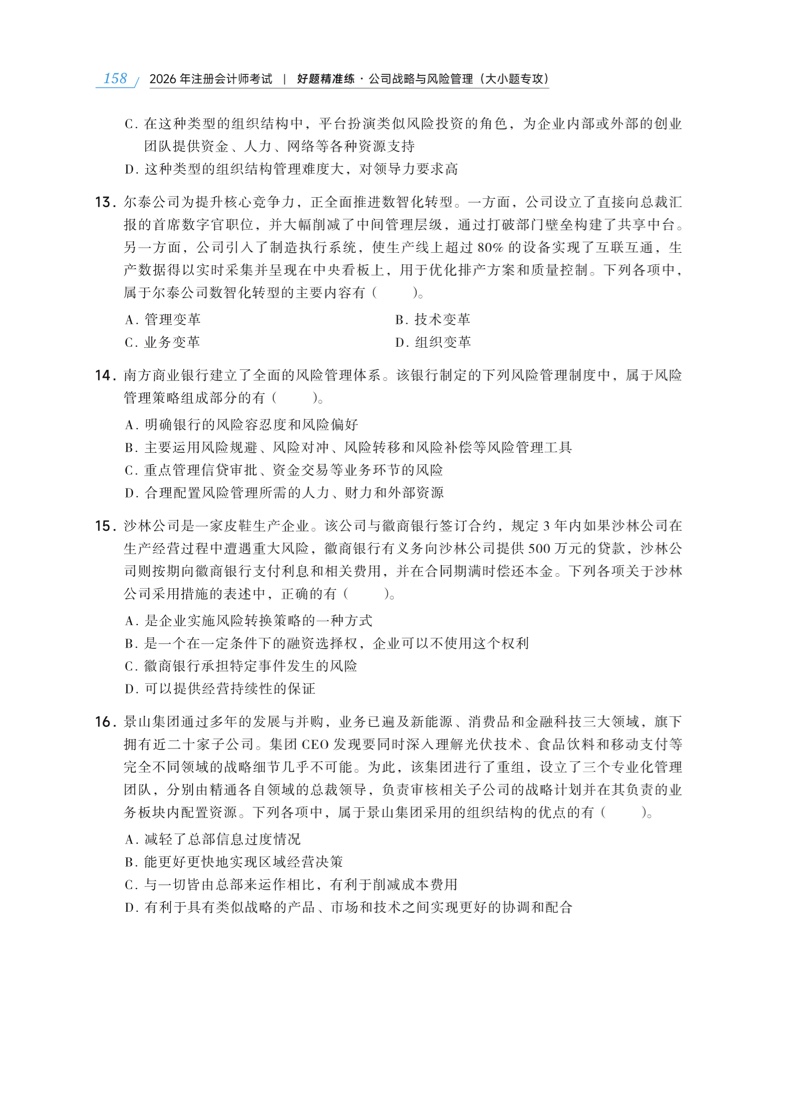 158 2026 年注册会计师考试 | 好题精准练·公司战略与风险管理（大小题专攻）
C. 在这种类型的组织结构中，平台扮演类似风险投资的角色，为企业内部或外部的创业
团队提供资金、人力、网络等各种资源支持
D. 这种类型的组织结构管理难度大，对领导力要求高
13. 尔泰公司为提升核心竞争力，正全面推进数智化转型。一方面，公司设立了直接向总裁汇
报的首席数字官职位，并大幅削减了中间管理层级，通过打破部门壁垒构建了共享中台。
另一方面，公司引入了制造执行系统，使生产线上超过 80% 的设备实现了互联互通，生
产数据得以实时采集并呈现在中央看板上，用于优化排产方案和质量控制。下列各项中，
属于尔泰公司数智化转型的主要内容有（　　）。
A. 管理变革 B. 技术变革
C. 业务变革 D. 组织变革
14. 南方商业银行建立了全面的风险管理体系。该银行制定的下列风险管理制度中，属于风险
管理策略组成部分的有（　　）。
A. 明确银行的风险容忍度和风险偏好
B. 主要运用风险规避、风险对冲、风险转移和风险补偿等风险管理工具
C. 重点管理信贷审批、资金交易等业务环节的风险
D. 合理配置风险管理所需的人力、财力和外部资源
15. 沙林公司是一家皮鞋生产企业。该公司与徽商银行签订合约，规定 3 年内如果沙林公司在
生产经营过程中遭遇重大风险，徽商银行有义务向沙林公司提供 500 万元的贷款，沙林公
司则按期向徽商银行支付利息和相关费用，并在合同期满时偿还本金。下列各项关于沙林
公司采用措施的表述中，正确的有（　　）。
A. 是企业实施风险转换策略的一种方式
B. 是一个在一定条件下的融资选择权，企业可以不使用这个权利
C. 徽商银行承担特定事件发生的风险
D. 可以提供经营持续性的保证
16. 景山集团通过多年的发展与并购，业务已遍及新能源、消费品和金融科技三大领域，旗下
拥有近二十家子公司。集团 CEO 发现要同时深入理解光伏技术、食品饮料和移动支付等
完全不同领域的战略细节几乎不可能。为此，该集团进行了重组，设立了三个专业化管理
团队，分别由精通各自领域的总裁领导，负责审核相关子公司的战略计划并在其负责的业
务板块内配置资源。下列各项中，属于景山集团采用的组织结构的优点的有（　　）。
A. 减轻了总部信息过度情况
B. 能更好更快地实现区域经营决策
C. 与一切皆由总部来运作相比，有利于削减成本费用
D. 有利于具有类似战略的产品、市场和技术之间实现更好的协调和配合